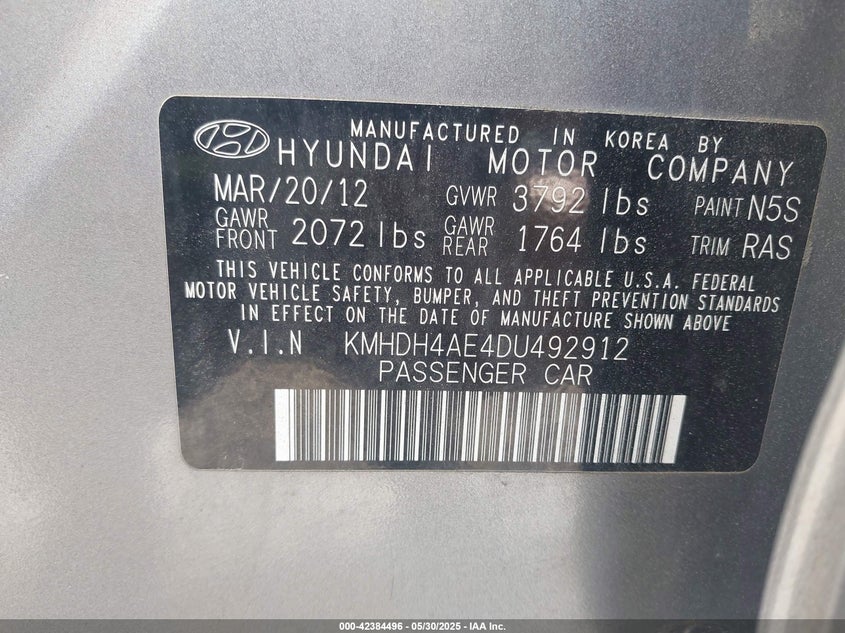 MANUFACTURED IN KOREA BY
HYUNDAI MOTOR COMPANY
MAR/20/12 GVWR 3792 lbs PAINT N5S
GAWR FRONT 2072 lbs GAWR REAR 1764 lbs TRIM RAS
THIS VEHICLE CONFORMS TO ALL APPLICABLE U.S.A. FEDERAL
MOTOR VEHICLE SAFETY, BUMPER, AND THEFT PREVENTION STANDARDS
IN EFFECT ON THE DATE OF MANUFACTURE SHOWN ABOVE
V.I.N KMHDH4AE4DU492912
PASSENGER CAR
000-42384496 - 05/30/2025 - IAA Inc.